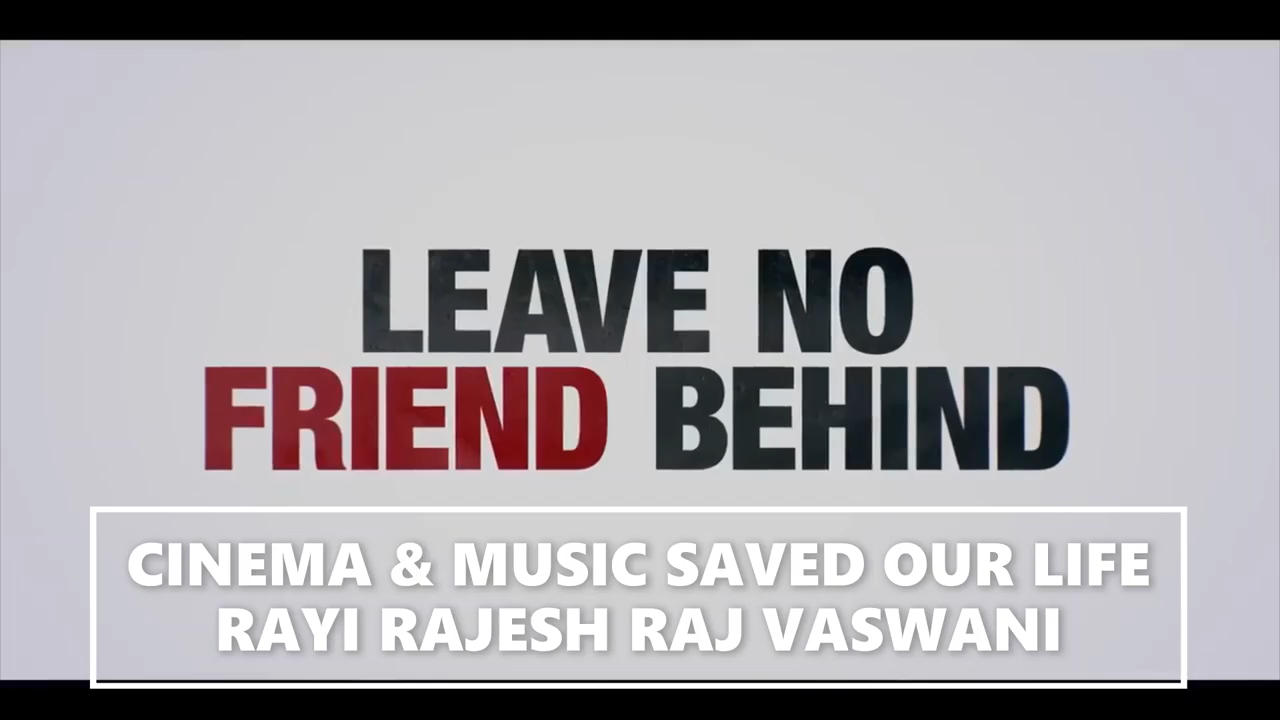 LEAVE NO
FRIEND BEHIND
CINEMA & MUSIC SAVED OUR LIFE
RAYI RAJESH RAJ VASWANI